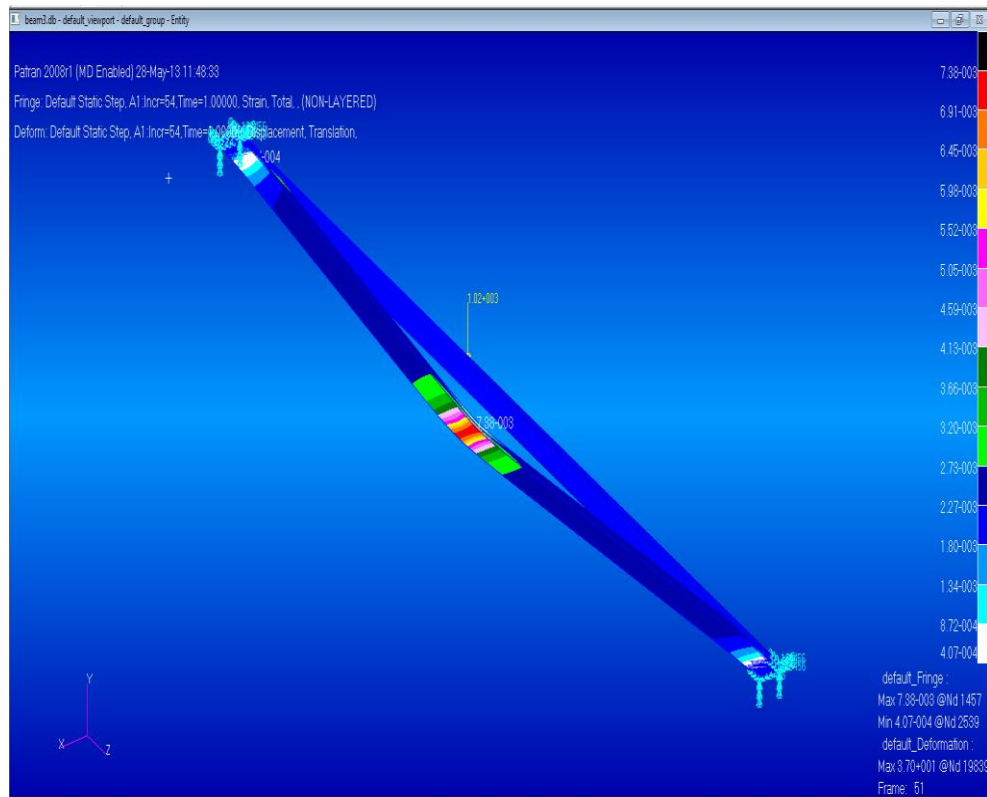 beam3.db - default_viewport - default_group - Entity
Patran 2008r1 (MD Enabled) 28-May-13 11:48:33
Fringe: Default Static Step, A1:Incr=54,Time=1.00000, Strain, Total, , (NON-LAYERED)
Deform: Default Static Step, A1:Incr=54,Time= Displacement, Translation,
-004
1.02+003
7.38-003
7.38-003
6.91-003
6.45-003
5.98-003
5.52-003
5.05-003
4.59-003
4.13-003
3.66-003
3.20-003
2.73-003
2.27-003
1.80-003
1.34-003
8.72-004
4.07-004
default_Fringe :
Max 7.38-003 @Nd 1457
Min 4.07-004 @Nd 2539
default_Deformation :
Max 3.70+001 @Nd 19839
Frame: 51
Y
X
Z